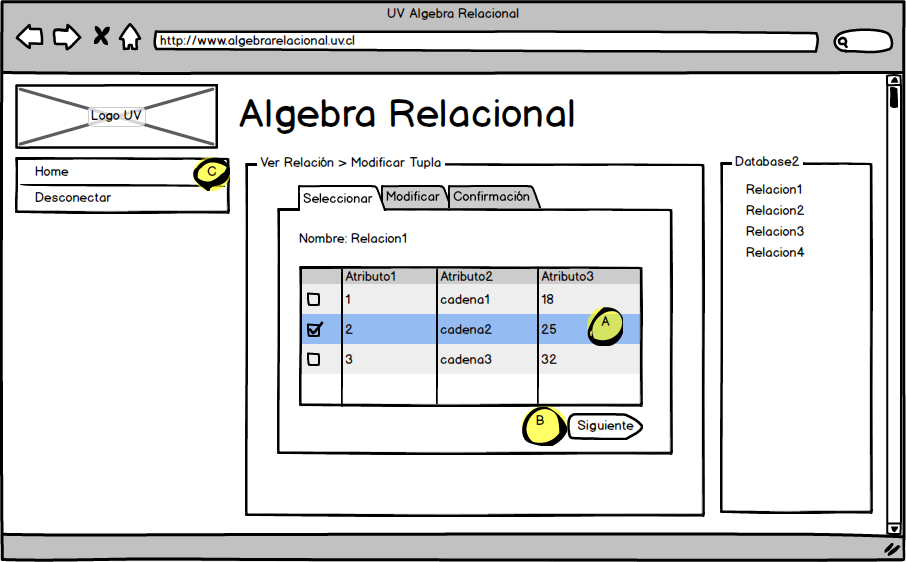 UV Algebra Relacional
http://www.algebrarelacional.uv.cl
Logo UV
Algebra Relacional
Home
C
Desconectar
Ver Relación > Modificar Tupla
Seleccionar Modificar Confirmación
Nombre: Relacion1
Atributo1 Atributo2 Atributo3
1 cadena1 18
2 cadena2 25 A
3 cadena3 32
B Siguiente
Database2
Relacion1
Relacion2
Relacion3
Relacion4